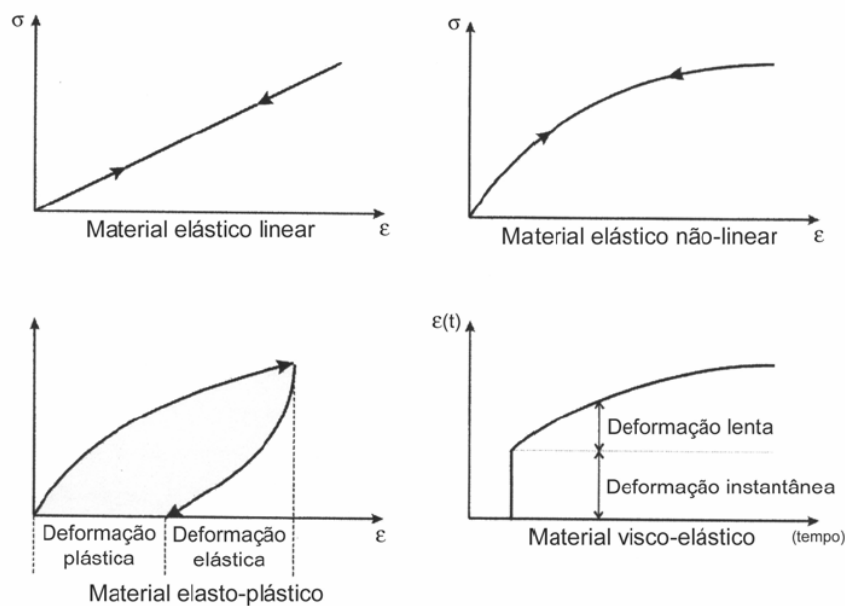 σ
Material elástico linear ε
σ
Material elástico não-linear ε
Deformação
plástica
Deformação
elástica
ε
Material elasto-plástico
ε(t)
Deformação lenta
Deformação instantânea
Material visco-elástico (tempo)